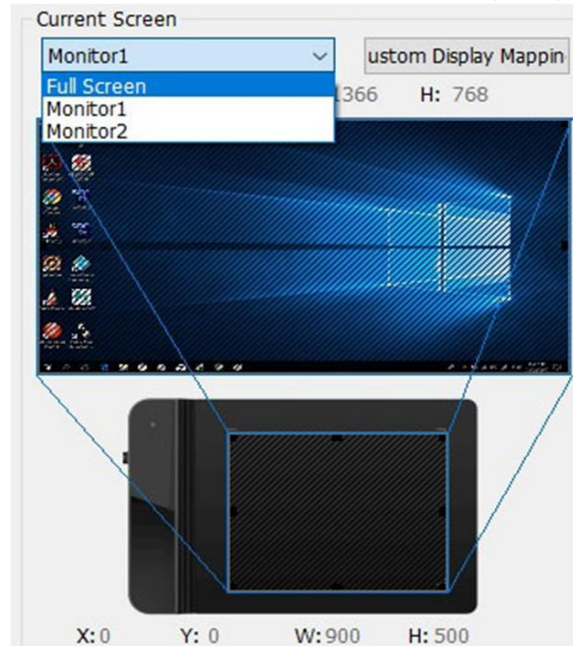 Current Screen
Monitor1 ustom Display Mappin
Full Screen 1366 H: 768
Monitor1
Monitor2
X: 0 Y: 0 W: 900 H: 500